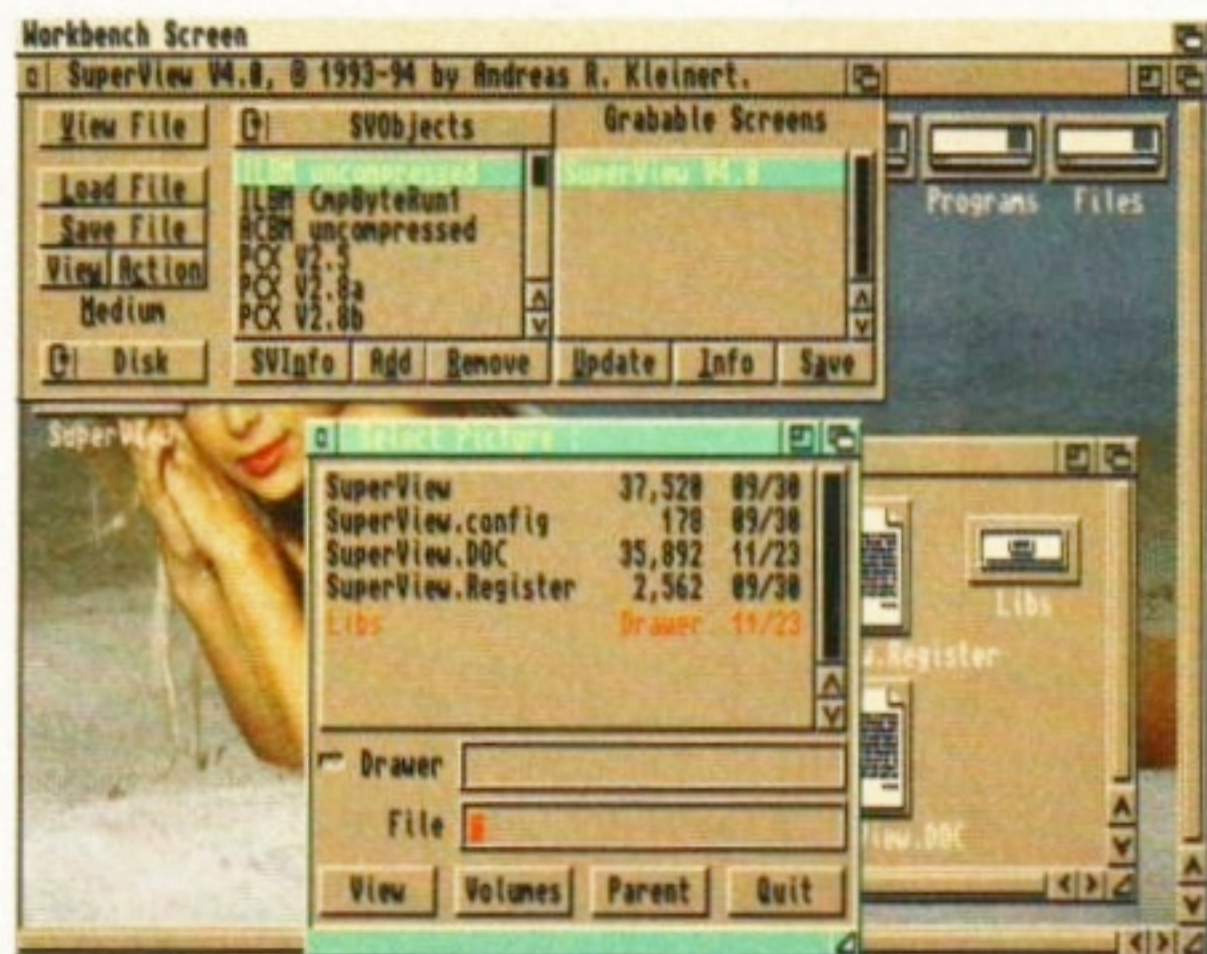 Workbench Screen
SuperView V4.0, © 1993-94 by Andreas R. Kleinert.
View File
SVObjects
Grabable Screens
Load File
Save File
View Action
Medium
Disk
ILBM uncompressed
ILBM CmpByteRun1
ACBM uncompressed
PCX V2.5
PCX V2.8a
PCX V2.8b
SVInfo Add Remove
SuperView V4.0
Update Info Save
Programs
Files
SuperView
Select Picture :
SuperView 37,520 09/30
SuperView.config 178 09/30
SuperView.DOC 35,892 11/23
SuperView.Register 2,562 09/30
Libs Drawer 11/23
Drawer
File
View Volumes Parent Quit
Libs
w.Register
iew.DOC